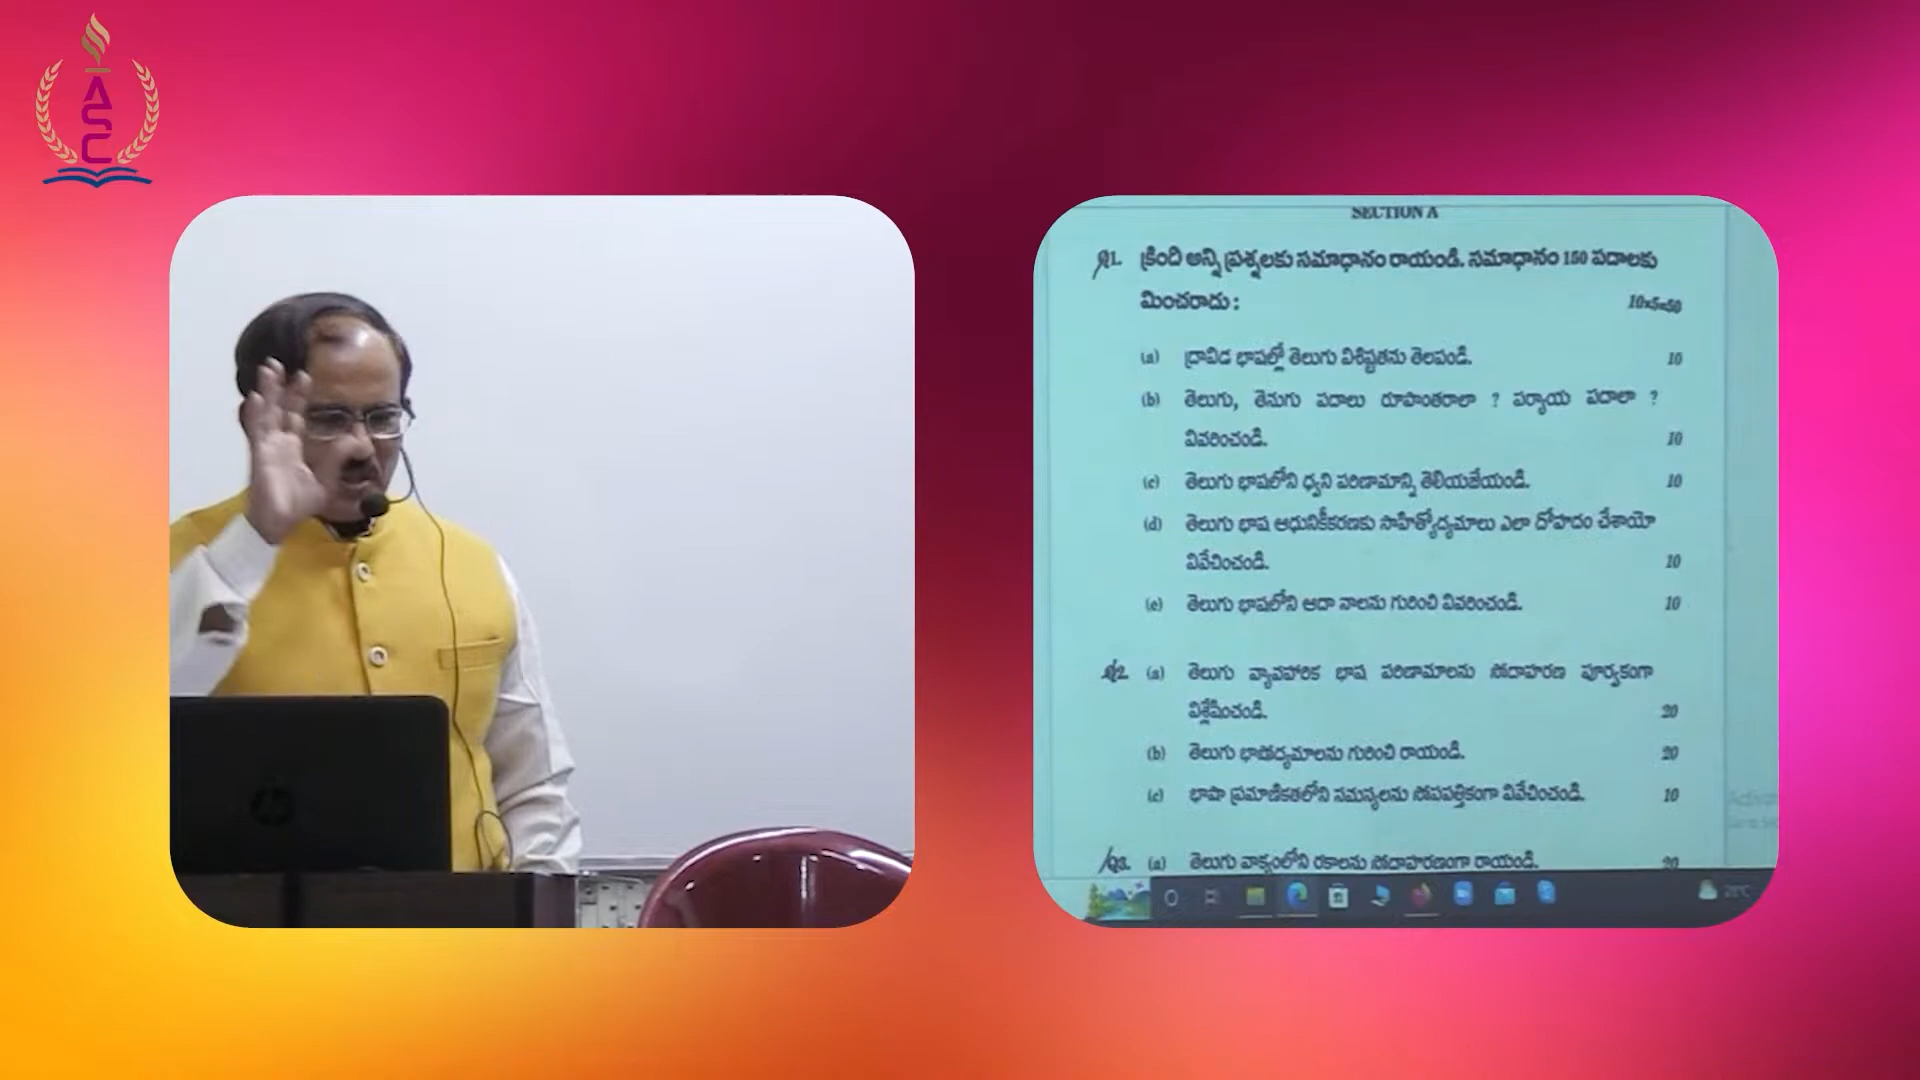 ASC
SECTION A
Q1. క్రింది అన్ని ప్రశ్నలకు సమాధానం రాయండి. సమాధానం 150 పదాలకు
మించరాదు : 10×5=50
(a) ద్రావిడ భాషల్లో తెలుగు విశిష్టతను తెలపండి. 10
(b) తెలుగు, తెనుగు పదాలు రూపాంతరాలా ? పర్యాయ పదాలా ?
వివరించండి. 10
(c) తెలుగు భాషలోని ధ్వని పరిణామాన్ని తెలియజేయండి. 10
(d) తెలుగు భాష ఆధునికీకరణకు సాహిత్యోద్యమాలు ఎలా దోహదం చేశాయో
వివేచించండి. 10
(e) తెలుగు భాషలోని ఆదా నాలను గురించి వివరించండి. 10
Q2. (a) తెలుగు వ్యావహారిక భాష పరిణామాలను సోదాహరణ పూర్వకంగా
విశ్లేషించండి. 20
(b) తెలుగు భాషోద్యమాలను గురించి రాయండి. 20
(c) భాషా ప్రమాణికతలోని సమస్యలను సోపపత్తికంగా వివేచించండి. 10
Q3. (a) తెలుగు వాక్యంలోని రకాలను సోదాహరణంగా రాయండి. 20